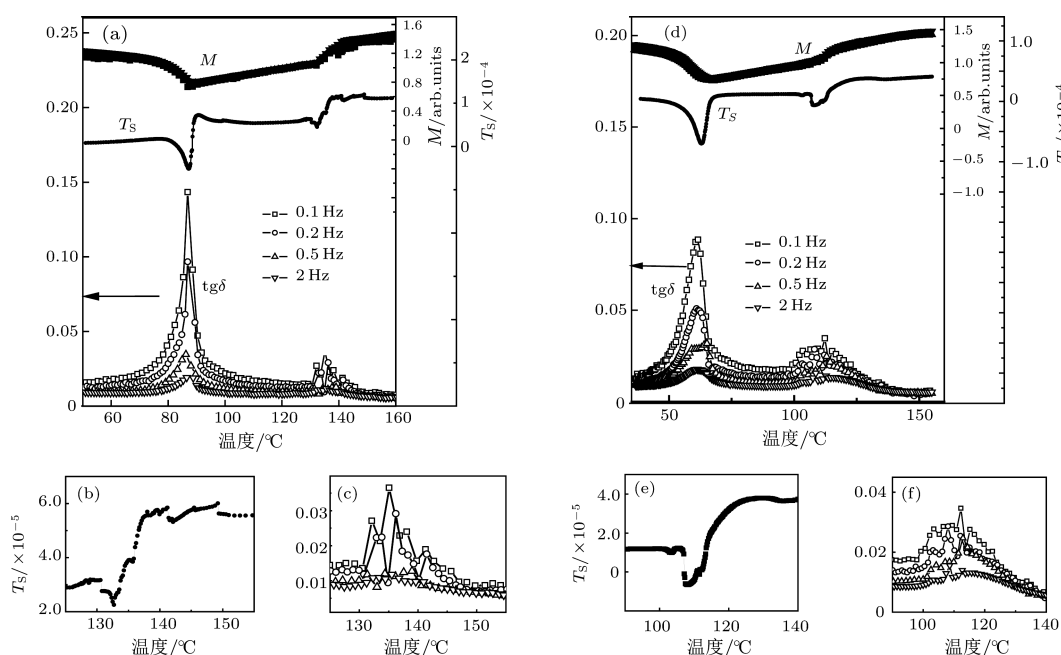 (a)
0.25
0.20
0.15
0.10
0.05
0
60
80
100
120
140
160
温度/℃
M
T_S
tgδ
0.1 Hz
0.2 Hz
0.5 Hz
2 Hz
1.6
1.2
0.8
0.4
0
M/arb.units
2
1
0
T_S/×10⁻⁴
(d)
0.20
0.15
0.10
0.05
0
50
100
150
温度/℃
M
T_S
tgδ
0.1 Hz
0.2 Hz
0.5 Hz
2 Hz
1.5
1.0
0.5
0
−0.5
−1.0
M/arb.units
1.0
0
−1.0
(b)
6.0
4.0
2.0
T_S/×10⁻⁵
130
140
150
温度/℃
(c)
0.03
0.01
130
140
150
温度/℃
(e)
4.0
2.0
0
T_S/×10⁻⁵
100
120
140
温度/℃
(f)
0.04
0.02
0
100
120
140
温度/℃